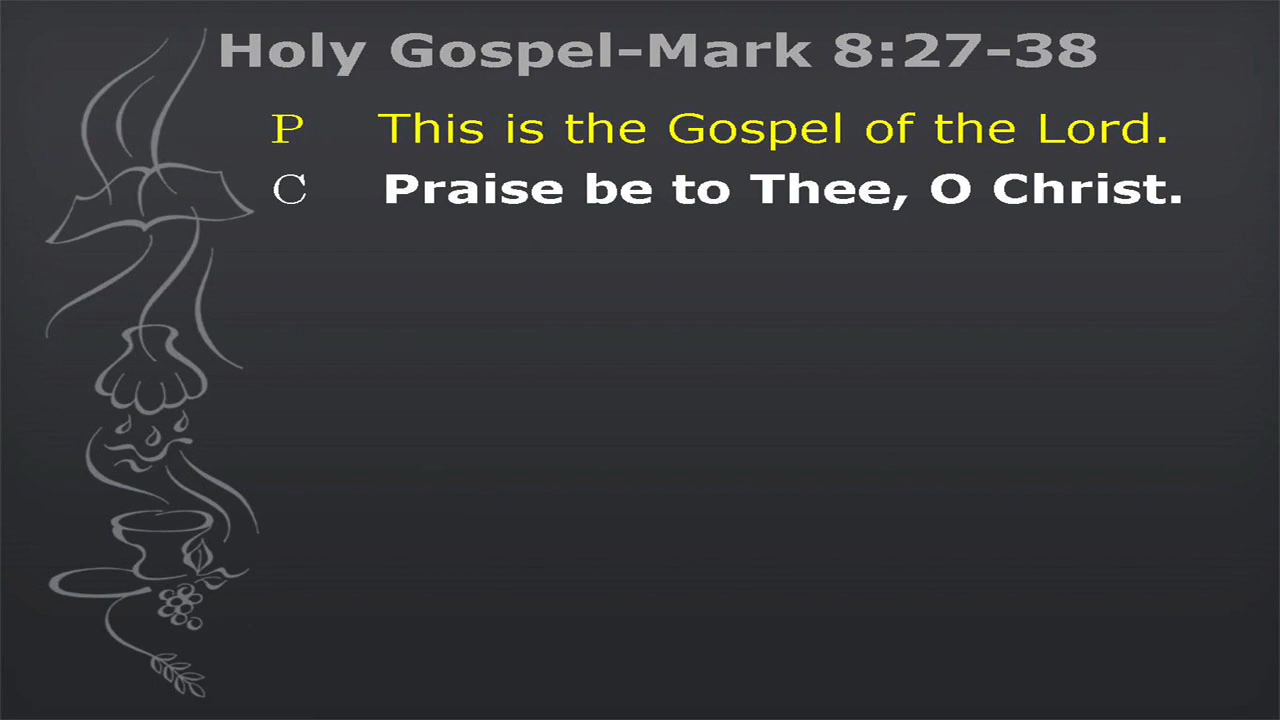 Holy Gospel-Mark 8:27-38
P This is the Gospel of the Lord.
C Praise be to Thee, O Christ.